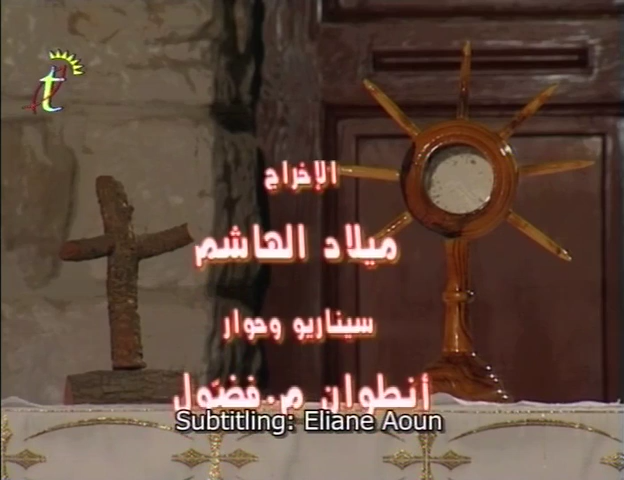 t
الإخراج
ميلاد الهاشم
سيناريو وحوار
أنطوان م. فضّول
Subtitling: Eliane Aoun